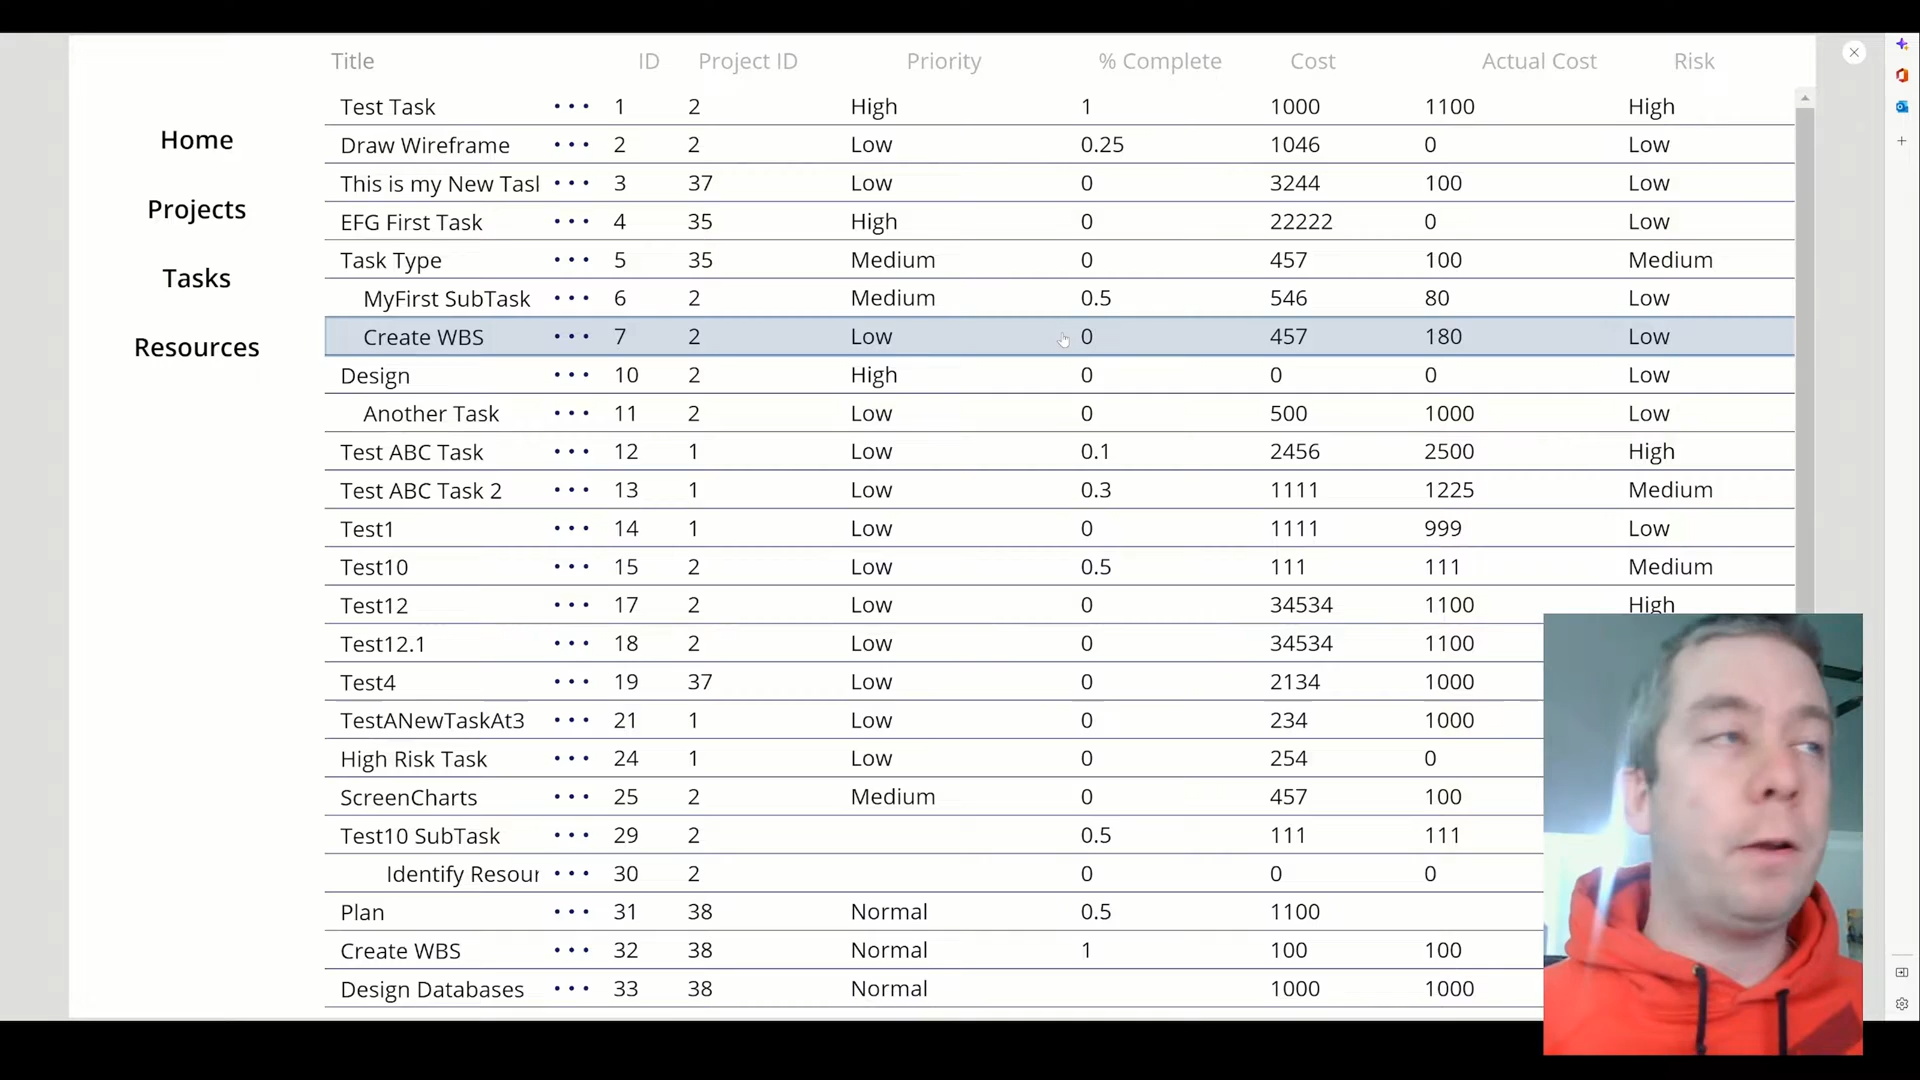 Title ID Project ID Priority % Complete Cost Actual Cost Risk
Home
Projects
Tasks
Resources
Test Task ••• 1 2 High 1 1000 1100 High
Draw Wireframe ••• 2 2 Low 0.25 1046 0 Low
This is my New Tasl ••• 3 37 Low 0 3244 100 Low
EFG First Task ••• 4 35 High 0 22222 0 Low
Task Type ••• 5 35 Medium 0 457 100 Medium
MyFirst SubTask ••• 6 2 Medium 0.5 546 80 Low
Create WBS ••• 7 2 Low 0 457 180 Low
Design ••• 10 2 High 0 0 0 Low
Another Task ••• 11 2 Low 0 500 1000 Low
Test ABC Task ••• 12 1 Low 0.1 2456 2500 High
Test ABC Task 2 ••• 13 1 Low 0.3 1111 1225 Medium
Test1 ••• 14 1 Low 0 1111 999 Low
Test10 ••• 15 2 Low 0.5 111 111 Medium
Test12 ••• 17 2 Low 0 34534 1100 High
Test12.1 ••• 18 2 Low 0 34534 1100
Test4 ••• 19 37 Low 0 2134 1000
TestANewTaskAt3 ••• 21 1 Low 0 234 1000
High Risk Task ••• 24 1 Low 0 254 0
ScreenCharts ••• 25 2 Medium 0 457 100
Test10 SubTask ••• 29 2 0.5 111 111
Identify Resour ••• 30 2 0 0 0
Plan ••• 31 38 Normal 0.5 1100
Create WBS ••• 32 38 Normal 1 100 100
Design Databases ••• 33 38 Normal 1000 1000